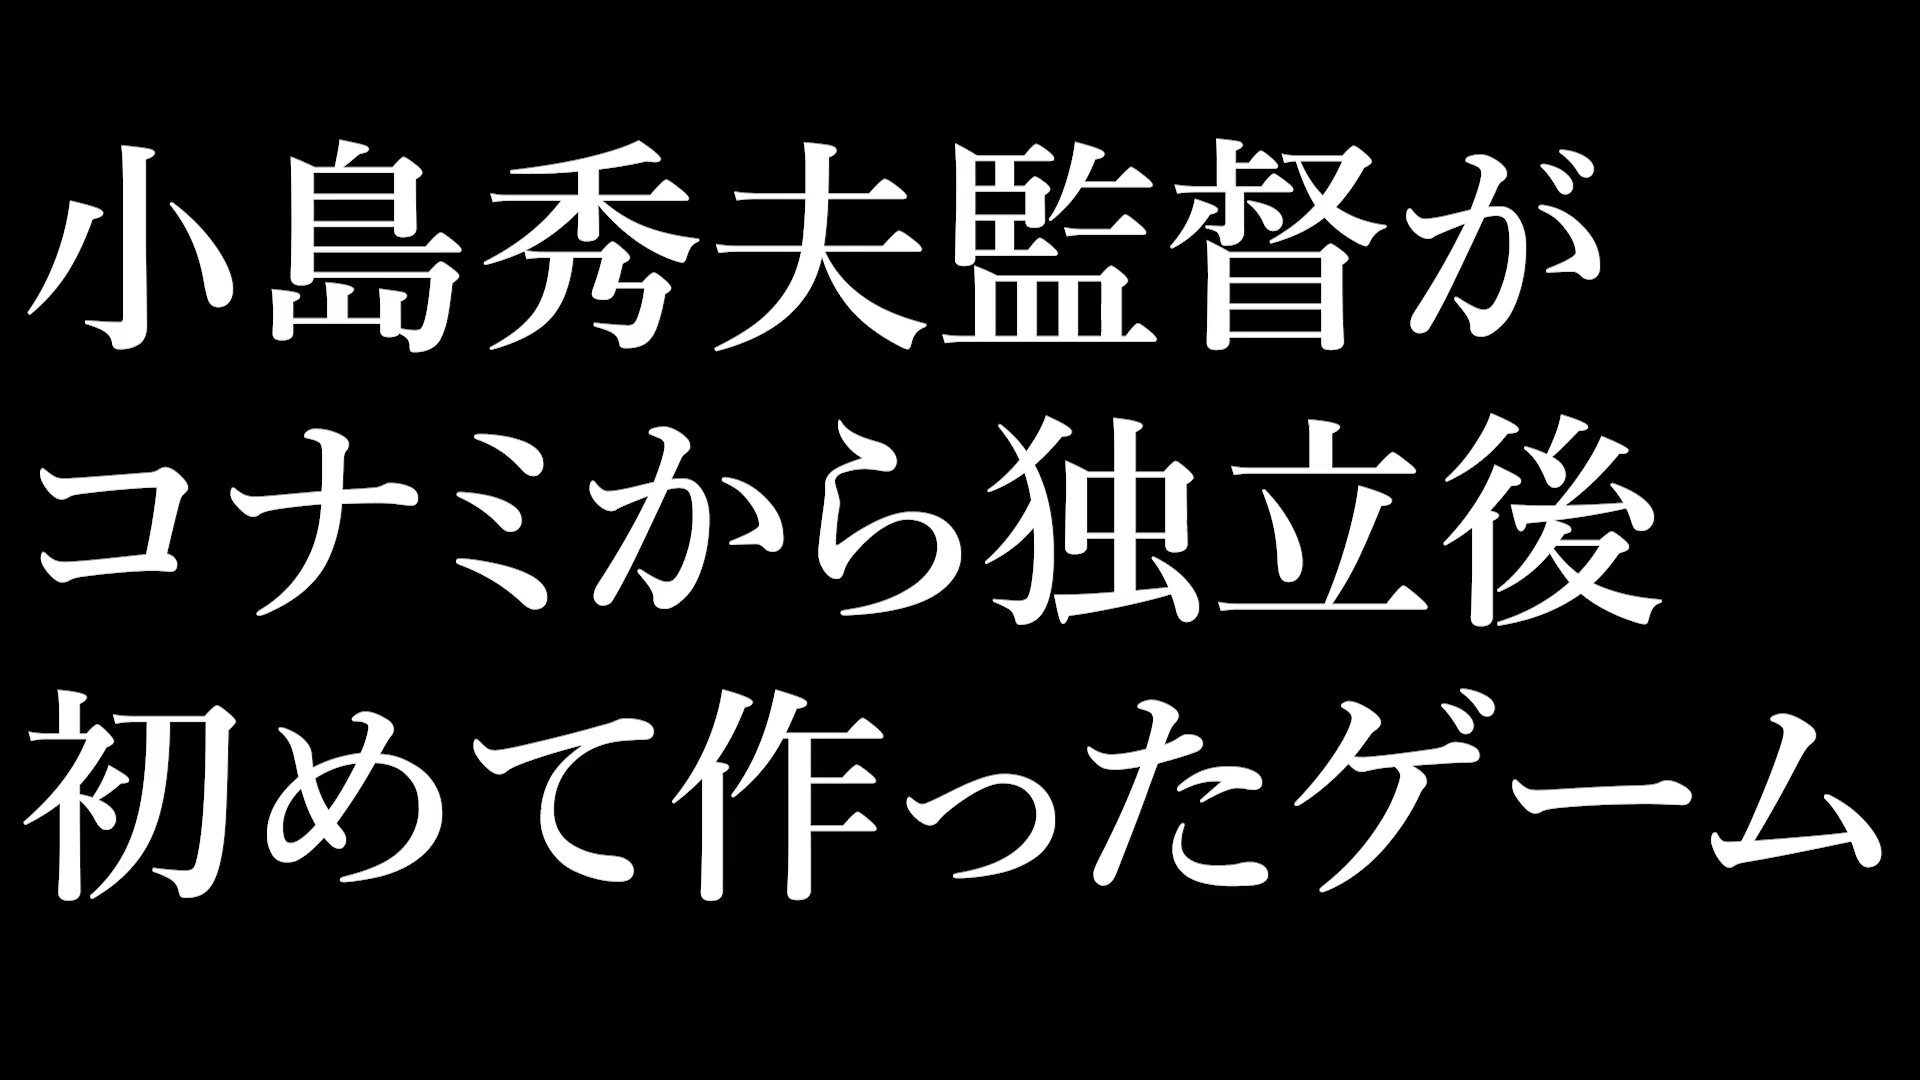 小島秀夫監督が
コナミから独立後
初めて作ったゲーム